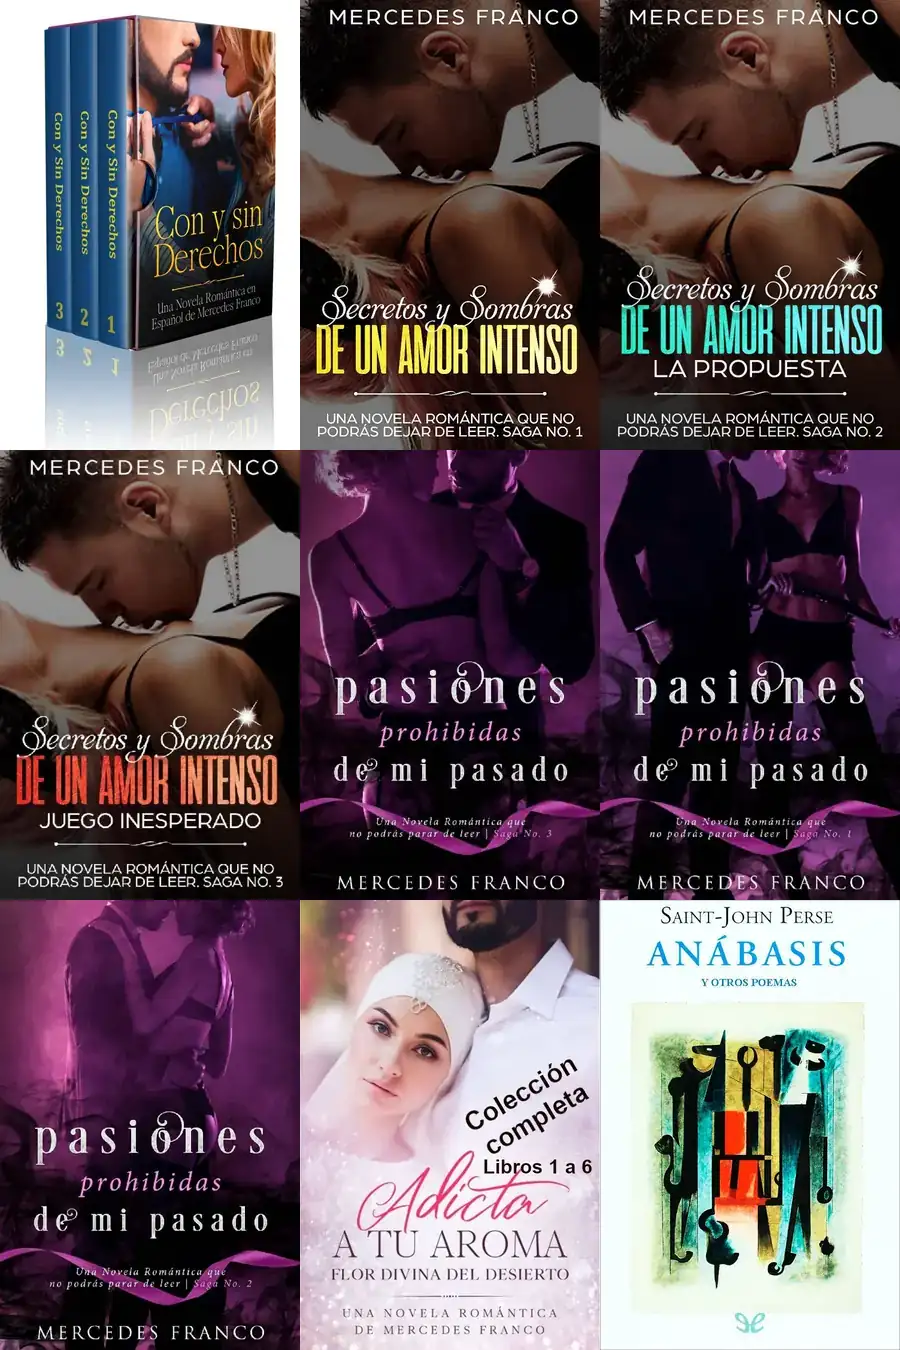 Con y Sin Derechos
3
Con y Sin Derechos
2
Con y Sin Derechos
1
Con y sin
Derechos
Una Novela Romántica en
Español de Mercedes Franco
MERCEDES FRANCO
Secretos y Sombras
DE UN AMOR INTENSO
UNA NOVELA ROMÁNTICA QUE NO
PODRÁS DEJAR DE LEER. SAGA NO. 1
MERCEDES FRANCO
Secretos y Sombras
DE UN AMOR INTENSO
LA PROPUESTA
UNA NOVELA ROMÁNTICA QUE NO
PODRÁS DEJAR DE LEER. SAGA NO. 2
MERCEDES FRANCO
Secretos y Sombras
DE UN AMOR INTENSO
JUEGO INESPERADO
UNA NOVELA ROMÁNTICA QUE NO
PODRÁS DEJAR DE LEER. SAGA NO. 3
pasiones
prohibidas
de mi pasado
Una Novela Romántica que
no podrás parar de leer | Saga No. 3
MERCEDES FRANCO
pasiones
prohibidas
de mi pasado
Una Novela Romántica que
no podrás parar de leer | Saga No. 1
MERCEDES FRANCO
pasiones
prohibidas
de mi pasado
Una Novela Romántica que
no podrás parar de leer | Saga No. 2
MERCEDES FRANCO
Colección
completa
Libros 1 a 6
Adicta
A TU AROMA
FLOR DIVINA DEL DESIERTO
UNA NOVELA ROMÁNTICA
DE MERCEDES FRANCO
SAINT-JOHN PERSE
ANÁBASIS
Y OTROS POEMAS